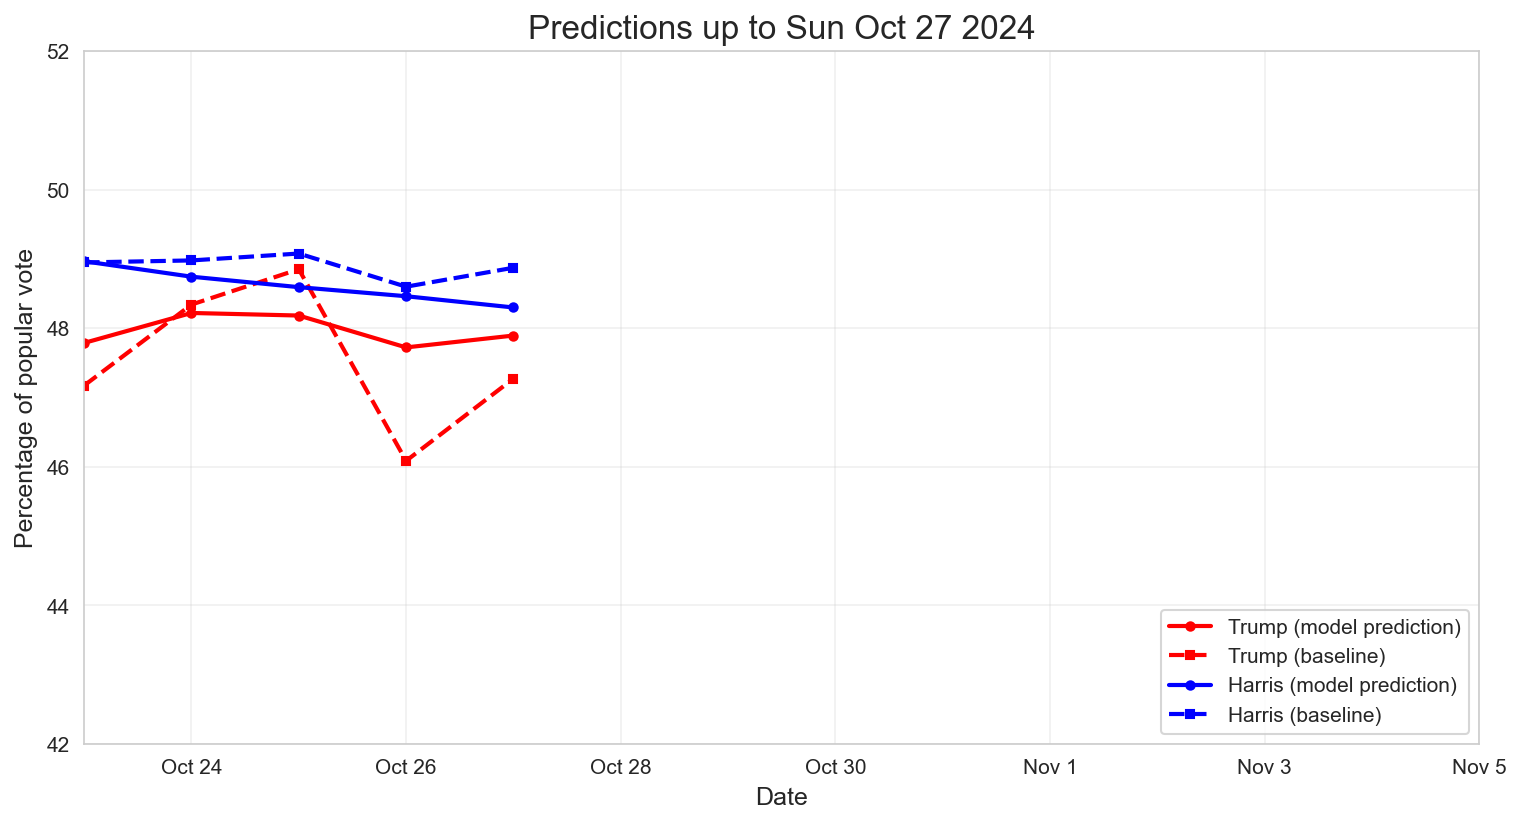 Predictions up to Sun Oct 27 2024
52
50
48
46
44
42
Percentage of popular vote
Oct 24
Oct 26
Oct 28
Oct 30
Nov 1
Nov 3
Nov 5
Date
Trump (model prediction)
Trump (baseline)
Harris (model prediction)
Harris (baseline)